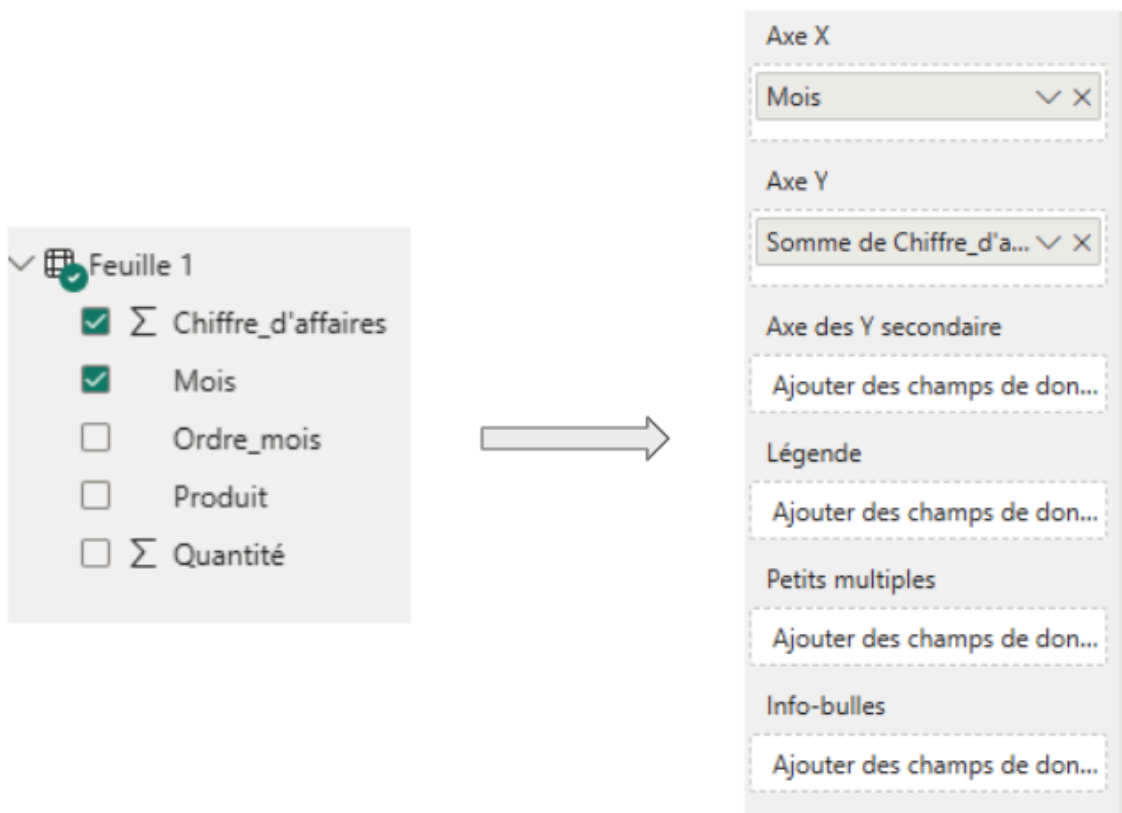 Feuille 1
Σ Chiffre_d'affaires
Mois
Ordre_mois
Produit
Σ Quantité
Axe X
Mois
Axe Y
Somme de Chiffre_d'a...
Axe des Y secondaire
Ajouter des champs de don...
Légende
Ajouter des champs de don...
Petits multiples
Ajouter des champs de don...
Info-bulles
Ajouter des champs de don...